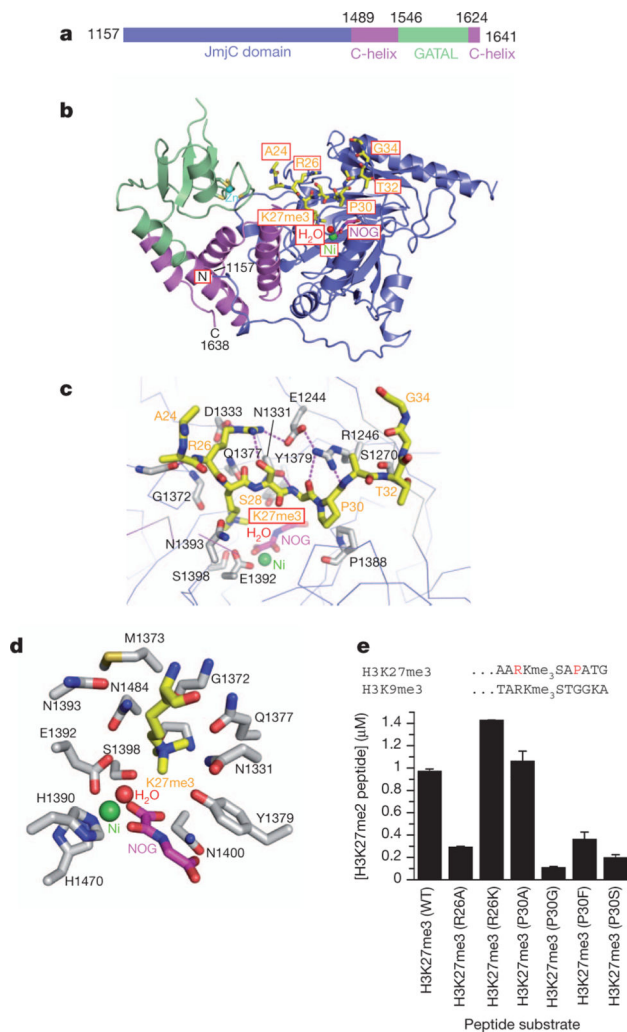 a
1157
1489
1546
1624
1641
JmjC domain
C-helix
GATAL
C-helix
b
A24
R26
G34
T32
Zn
K27me3
P30
H2O
NOG
Ni
N
1157
C
1638
c
A24
D1333
N1331
E1244
G34
R26
Q1377
Y1379
R1246
S1270
G1372
S28
T32
K27me3
P30
H2O
NOG
N1393
Ni
P1388
S1398
E1392
d
M1373
G1372
N1393
N1484
Q1377
E1392
S1398
N1331
K27me3
H2O
H1390
Ni
Y1379
NOG
N1400
H1470
e
H3K27me3 ...AARKme3SAPATG
H3K9me3 ...TARKme3STGGKA
[H3K27me2 peptide] (μM)
1.4
1.2
1
0.8
0.6
0.4
0.2
0
H3K27me3 (WT)
H3K27me3 (R26A)
H3K27me3 (R26K)
H3K27me3 (P30A)
H3K27me3 (P30G)
H3K27me3 (P30F)
H3K27me3 (P30S)
Peptide substrate